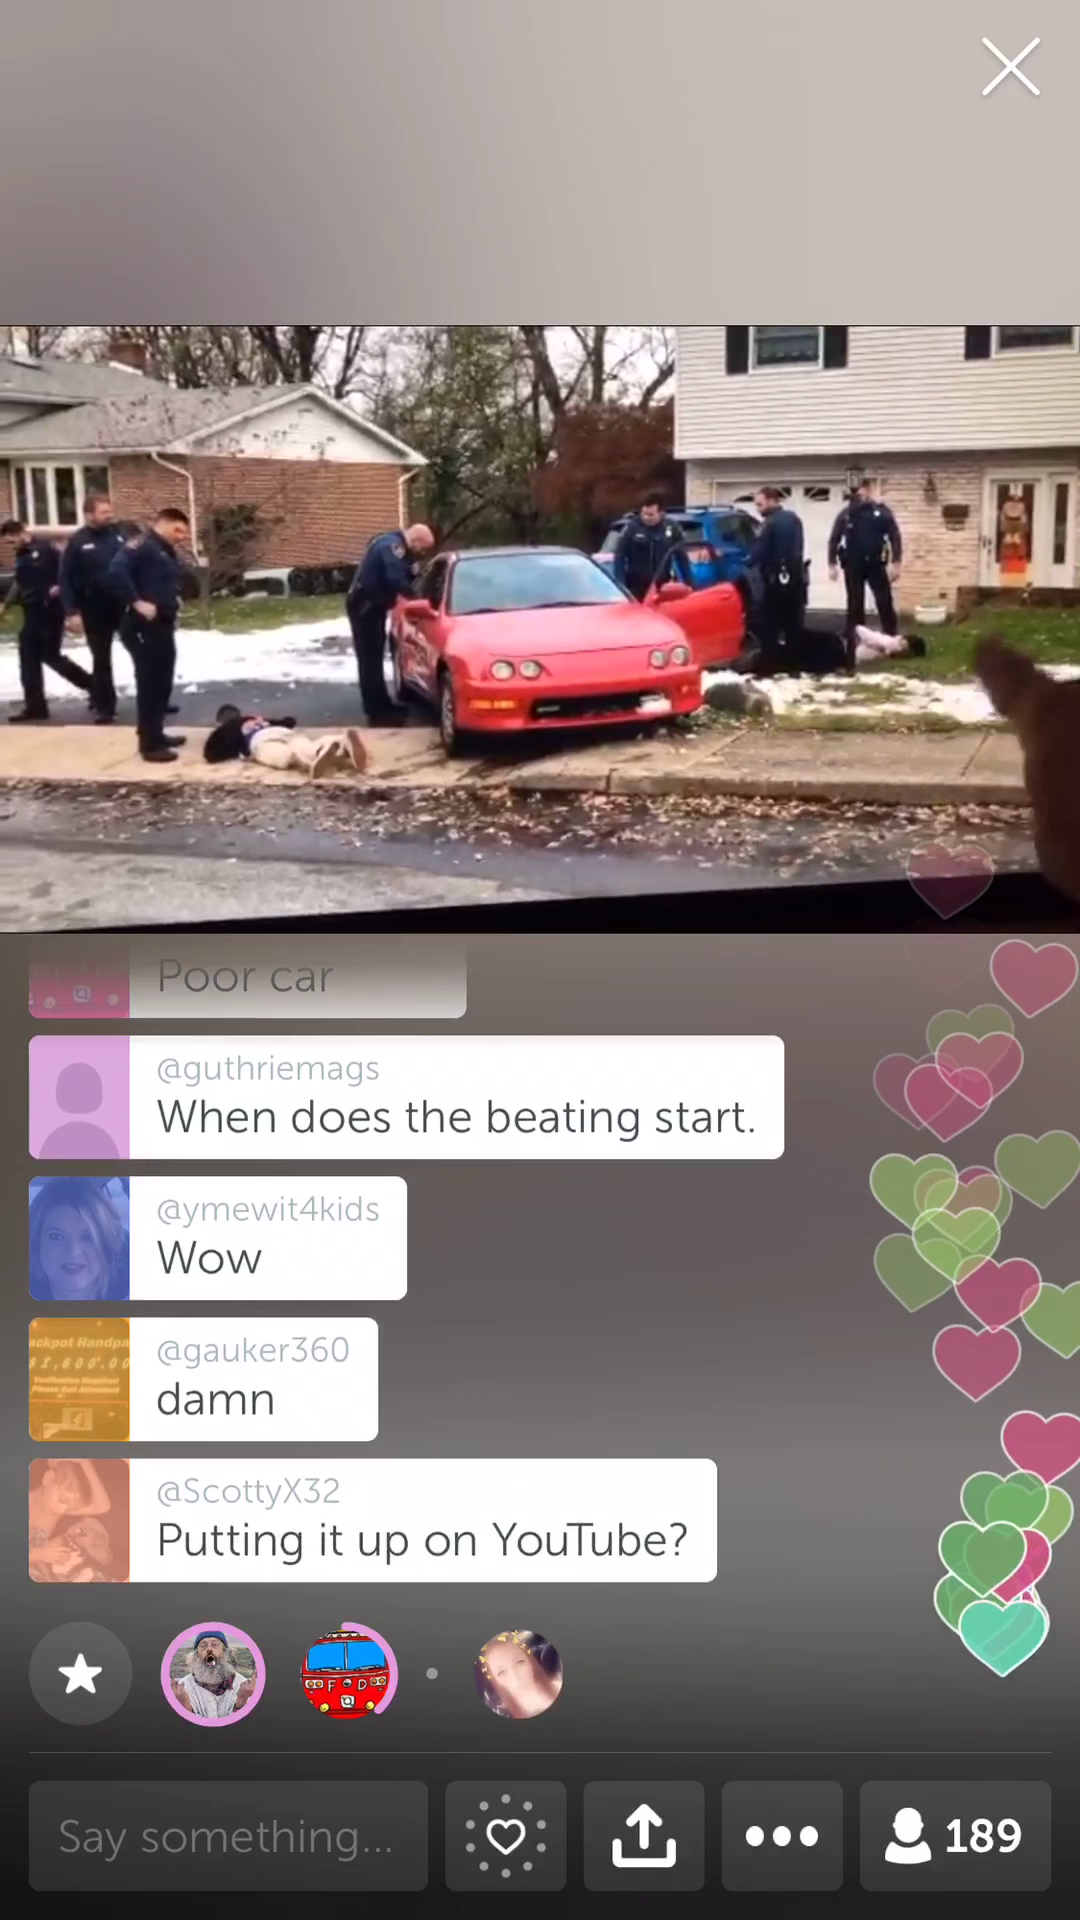 Poor car
@guthriemags
When does the beating start.
@ymewit4kids
Wow
@gauker360
damn
@ScottyX32
Putting it up on YouTube?
F D
Say something...
189